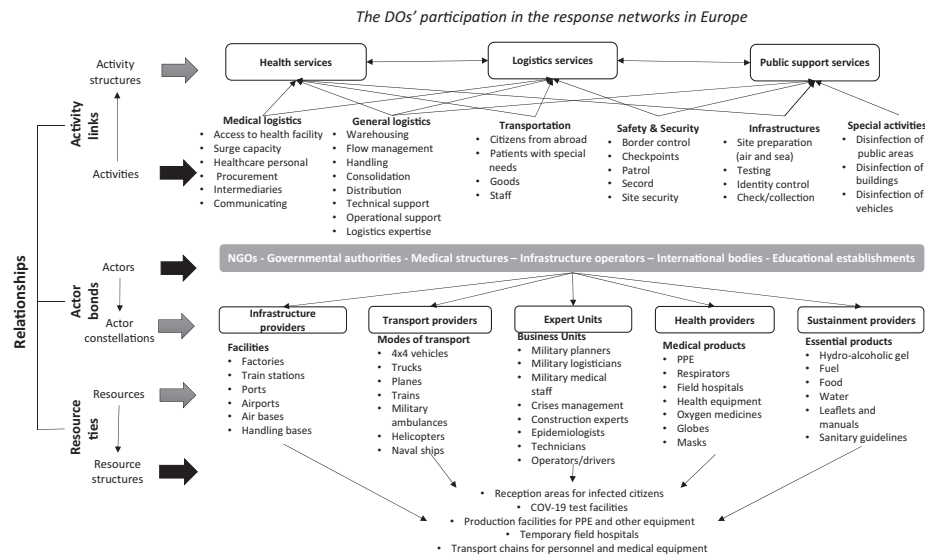 The DOs' participation in the response networks in Europe
Relationships
Activity links
Actor bonds
Resource ties
Activity structures
Activities
Actors
Actor constellations
Resources
Resource structures
Health services
Logistics services
Public support services
Medical logistics
• Access to health facility
• Surge capacity
• Healthcare personal
• Procurement
• Intermediaries
• Communicating
General logistics
• Warehousing
• Flow management
• Handling
• Consolidation
• Distribution
• Technical support
• Operational support
• Logistics expertise
Transportation
• Citizens from abroad
• Patients with special
needs
• Goods
• Staff
Safety & Security
• Border control
• Checkpoints
• Patrol
• Secord
• Site security
Infrastructures
• Site preparation
(air and sea)
• Testing
• Identity control
• Check/collection
Special activities
• Disinfection of
public areas
• Disinfection of
buildings
• Disinfection of
vehicles
NGOs - Governmental authorities - Medical structures – Infrastructure operators – International bodies - Educational establishments
Infrastructure
providers
Facilities
• Factories
• Train stations
• Ports
• Airports
• Air bases
• Handling bases
Transport providers
Modes of transport
• 4x4 vehicles
• Trucks
• Planes
• Trains
• Military
ambulances
• Helicopters
• Naval ships
Expert Units
Business Units
• Military planners
• Military logisticians
• Military medical
staff
• Crises management
• Construction experts
• Epidemiologists
• Technicians
• Operators/drivers
Health providers
Medical products
• PPE
• Respirators
• Field hospitals
• Health equipment
• Oxygen medicines
• Globes
• Masks
Sustainment providers
Essential products
• Hydro-alcoholic gel
• Fuel
• Food
• Water
• Leaflets and
manuals
• Sanitary guidelines
• Reception areas for infected citizens
• COV-19 test facilities
• Production facilities for PPE and other equipment
• Temporary field hospitals
• Transport chains for personnel and medical equipment